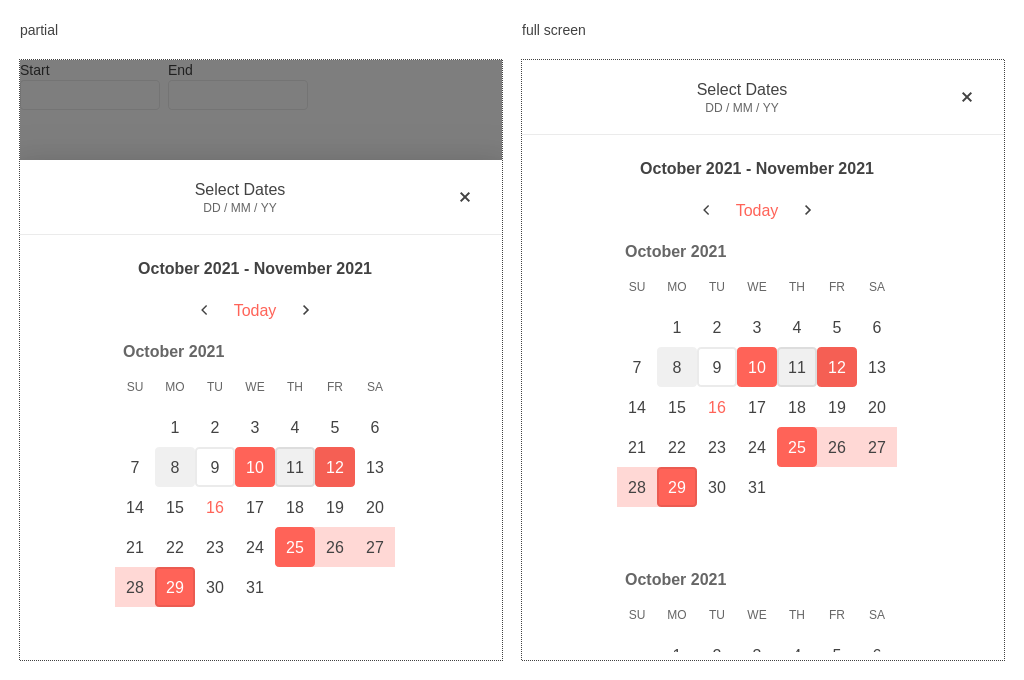 partial
Start End
Select Dates
DD / MM / YY
October 2021 - November 2021
Today
October 2021
SU MO TU WE TH FR SA
1 2 3 4 5 6
7 8 9 10 11 12 13
14 15 16 17 18 19 20
21 22 23 24 25 26 27
28 29 30 31
full screen
Select Dates
DD / MM / YY
October 2021 - November 2021
Today
October 2021
SU MO TU WE TH FR SA
1 2 3 4 5 6
7 8 9 10 11 12 13
14 15 16 17 18 19 20
21 22 23 24 25 26 27
28 29 30 31
October 2021
SU MO TU WE TH FR SA